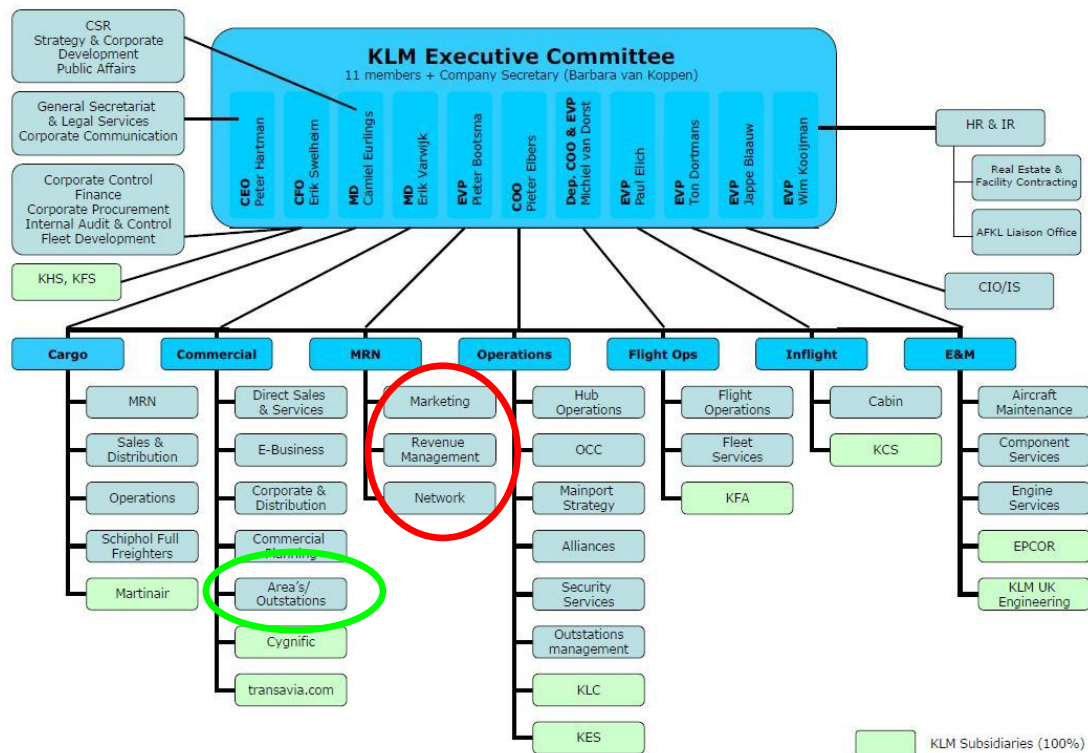 CSR
Strategy & Corporate
Development
Public Affairs
General Secretariat
& Legal Services
Corporate Communication
Corporate Control
Finance
Corporate Procurement
Internal Audit & Control
Fleet Development
KHS, KFS
KLM Executive Committee
11 members + Company Secretary (Barbara van Koppen)
CEO
Peter Hartman
CFO
Erik Swelheim
MD
Camiel Eurlings
MD
Erik Varwijk
EVP
Pieter Bootsma
COO
Pieter Elbers
Dep. COO & EVP
Michiel van Dorst
EVP
Paul Elich
EVP
Ton Dortmans
EVP
Jappe Blaauw
EVP
Wim Kooijman
HR & IR
Real Estate &
Facility Contracting
AFKL Liaison Office
CIO/IS
Cargo
MRN
Sales &
Distribution
Operations
Schiphol Full
Freighters
Martinair
Commercial
Direct Sales
& Services
E-Business
Corporate &
Distribution
Commercial
Planning
Area's/
Outstations
Cygnific
transavia.com
MRN
Marketing
Revenue
Management
Network
Operations
Hub
Operations
OCC
Mainport
Strategy
Alliances
Security
Services
Outstations
management
KLC
KES
Flight Ops
Flight
Operations
Fleet
Services
KFA
Inflight
Cabin
KCS
E&M
Aircraft
Maintenance
Component
Services
Engine
Services
EPCOR
KLM UK
Engineering
KLM Subsidiaries (100%)